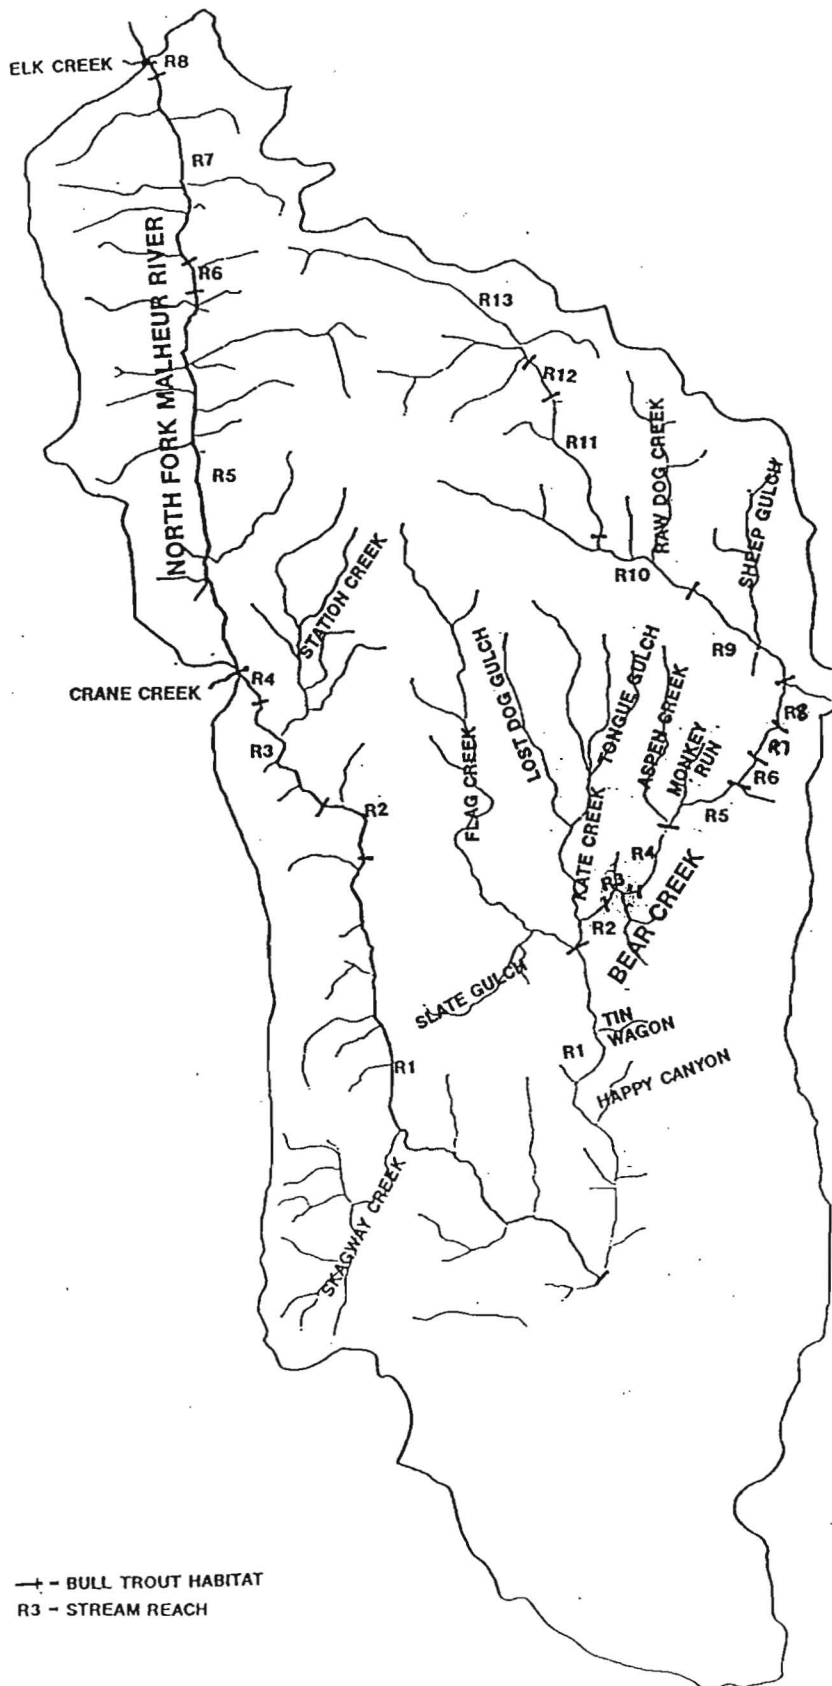 ELK CREEK
R8
R7
NORTH FORK MALHEUR RIVER
R6
R13
R12
R11
R5
RAW DOG CREEK
SHEEP GULCH
R10
STATION CREEK
R9
CRANE CREEK
R4
R3
R2
FLAG CREEK
LOST DOG GULCH
TONGUE GULCH
ASPEN CREEK
MONKEY
RUN
R8
R7
R6
R5
KATE CREEK
R4
R3
R2
BEAR CREEK
SLATE GULCH
TIN
WAGON
R1
R1
HAPPY CANYON
SKAGWAY CREEK
- BULL TROUT HABITAT
R3 - STREAM REACH